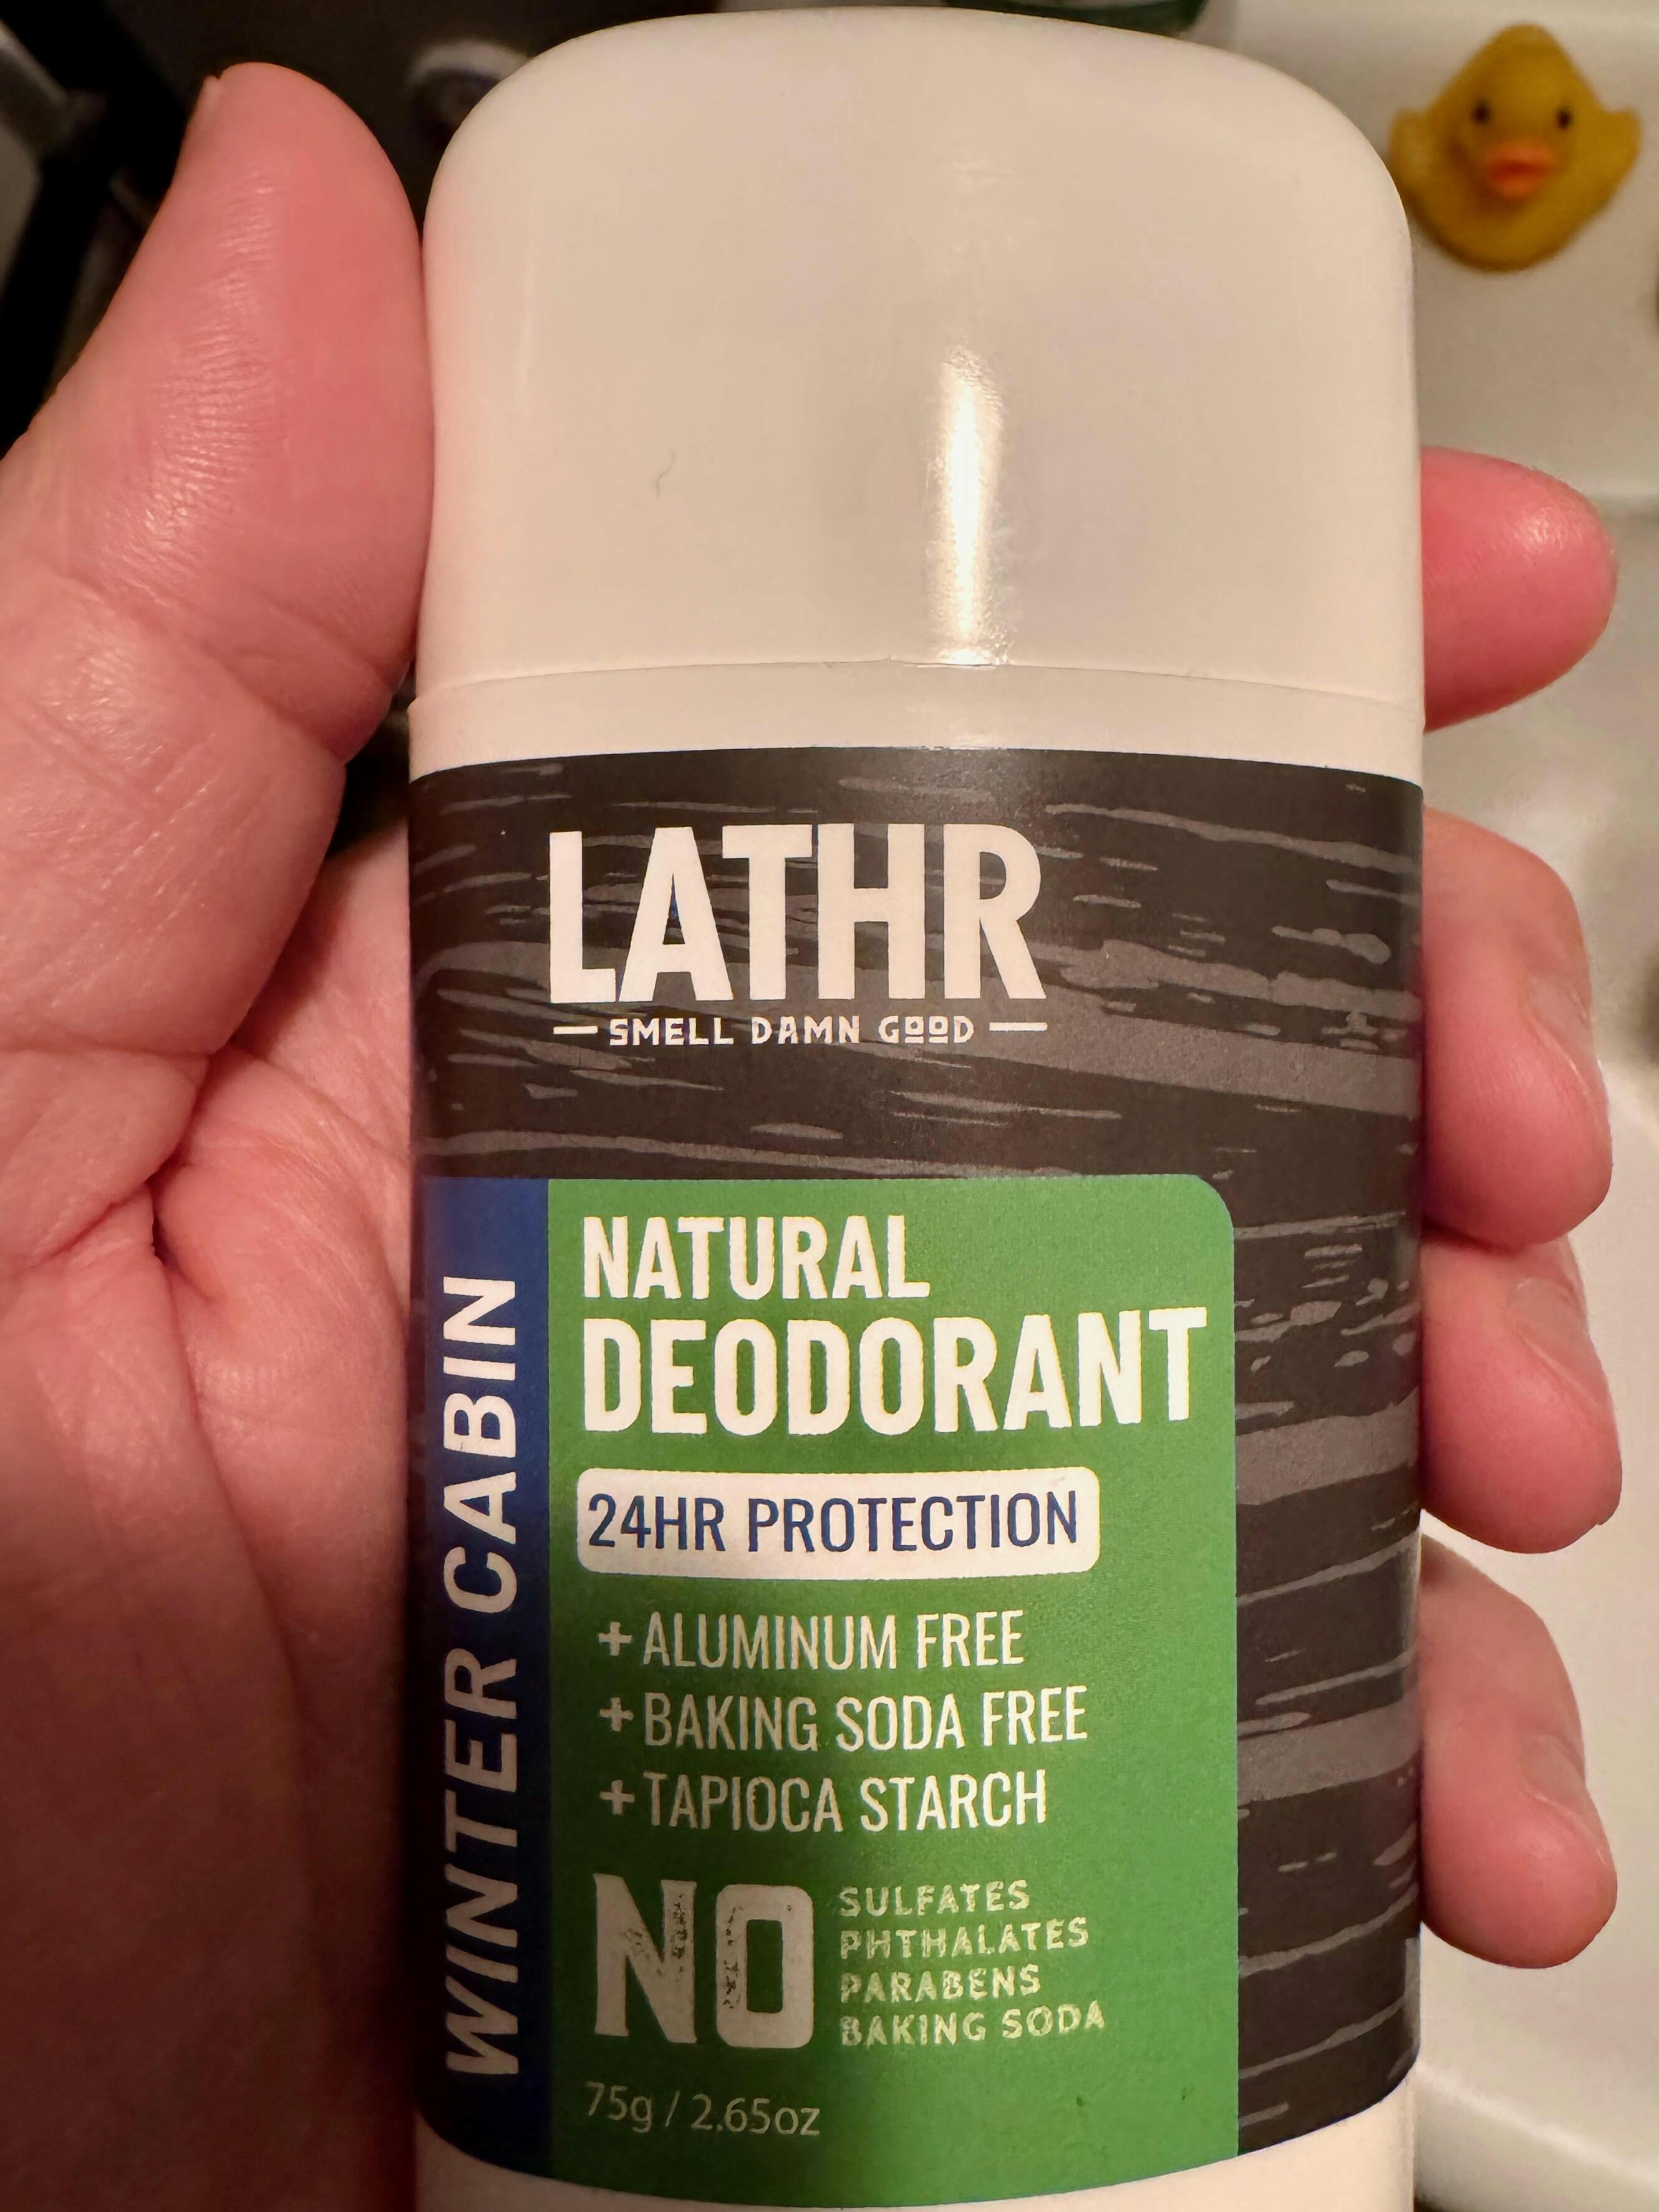 LATHR
SMELL DAMN GOOD
WINTER CABIN
NATURAL
DEODORANT
24HR PROTECTION
+ ALUMINUM FREE
+ BAKING SODA FREE
+ TAPIOCA STARCH
NO
SULFATES
PHTHALATES
PARABENS
BAKING SODA
75g / 2.65oz